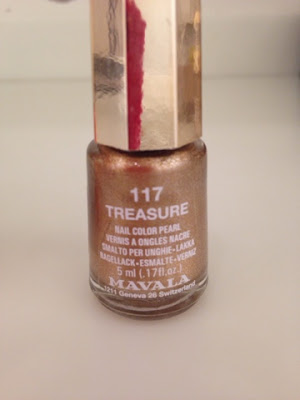 117
TREASURE
NAIL COLOR PEARL
VERNIS A ONGLES NACRE
SMALTO PER UNGHIE-LAKKA
NAGELLACK-ESMALTE-VERNIZ
5 ml (.17fl.oz.)
MAVALA
1211 Geneva 26 Switzerland